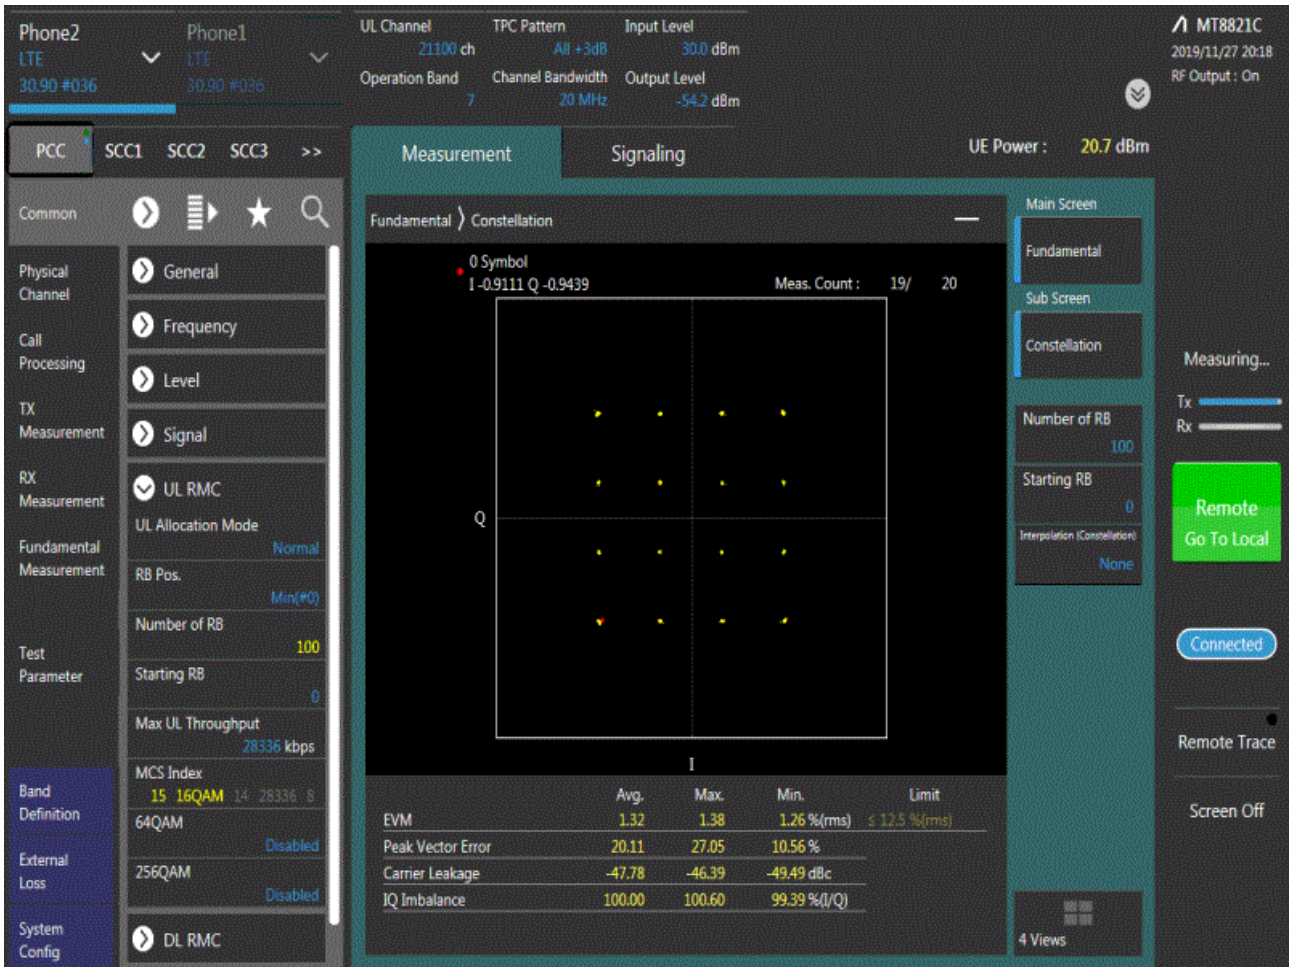 Phone2
LTE
30.90 #036
Phone1
LTE
30.90 #036
UL Channel
21100 ch
TPC Pattern
All +3dB
Input Level
30.0 dBm
Operation Band
7
Channel Bandwidth
20 MHz
Output Level
-54.2 dBm
MT8821C
2019/11/27 20:18
RF Output : On
PCC SCC1 SCC2 SCC3 >>
Measurement
Signaling
UE Power : 20.7 dBm
Common
Physical
Channel
Call
Processing
TX
Measurement
RX
Measurement
Fundamental
Measurement
Test
Parameter
Band
Definition
External
Loss
System
Config
General
Frequency
Level
Signal
UL RMC
UL Allocation Mode
Normal
RB Pos.
Min(#0)
Number of RB
100
Starting RB
0
Max UL Throughput
28336 kbps
MCS Index
15 16QAM 14 28336 8
64QAM
Disabled
256QAM
Disabled
DL RMC
Fundamental 〉 Constellation
0 Symbol
I -0.9111 Q -0.9439
Meas. Count : 19/ 20
Q
I
Avg. Max. Min. Limit
EVM 1.32 1.38 1.26 %(rms) ≤ 12.5 %(rms)
Peak Vector Error 20.11 27.05 10.56 %
Carrier Leakage -47.78 -46.39 -49.49 dBc
IQ Imbalance 100.00 100.60 99.39 %(I/Q)
Main Screen
Fundamental
Sub Screen
Constellation
Number of RB
100
Starting RB
0
Interpolation (Constellation)
None
4 Views
Measuring...
Tx
Rx
Remote
Go To Local
Connected
Remote Trace
Screen Off